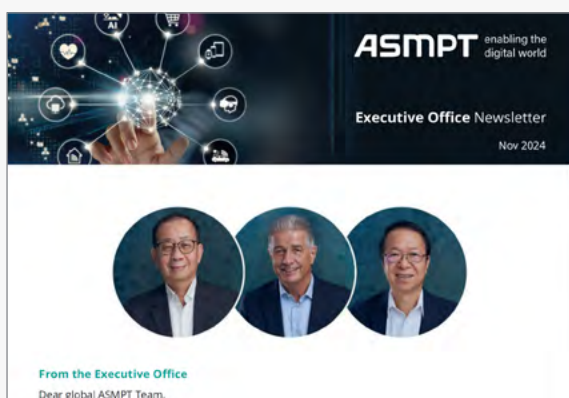 AI
ASMPT
enabling the
digital world
Executive Office Newsletter
Nov 2024
From the Executive Office
Dear global ASMPT Team,